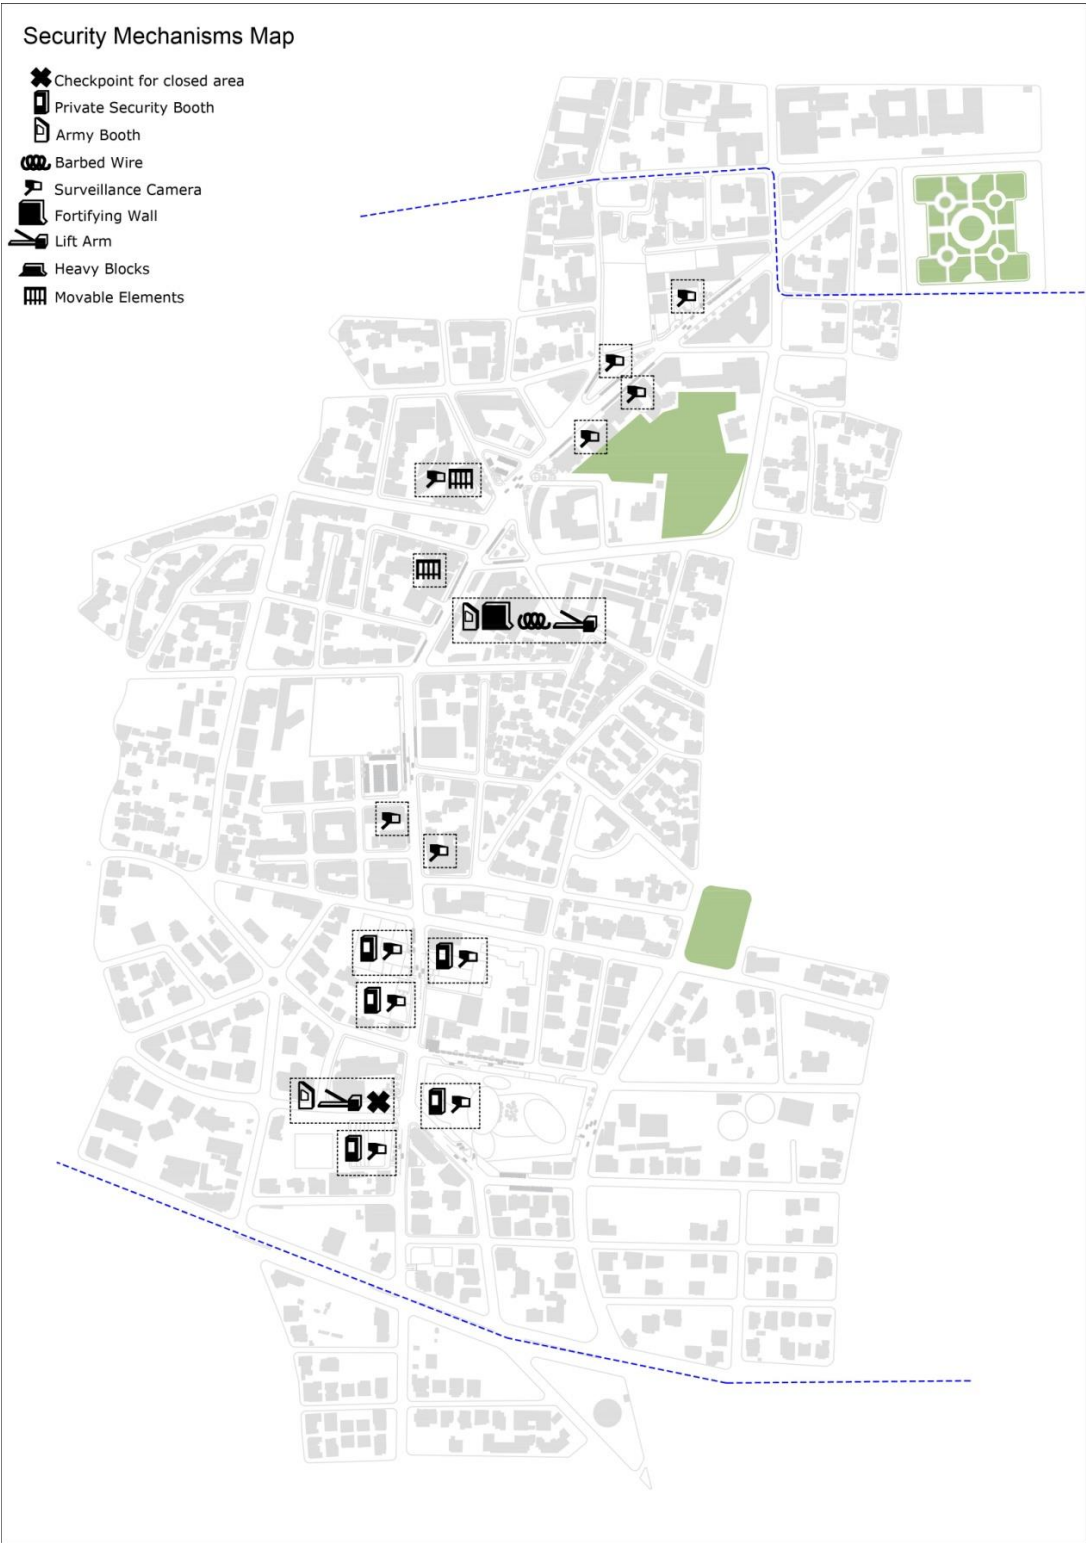 Security Mechanisms Map
Checkpoint for closed area
Private Security Booth
Army Booth
Barbed Wire
Surveillance Camera
Fortifying Wall
Lift Arm
Heavy Blocks
Movable Elements